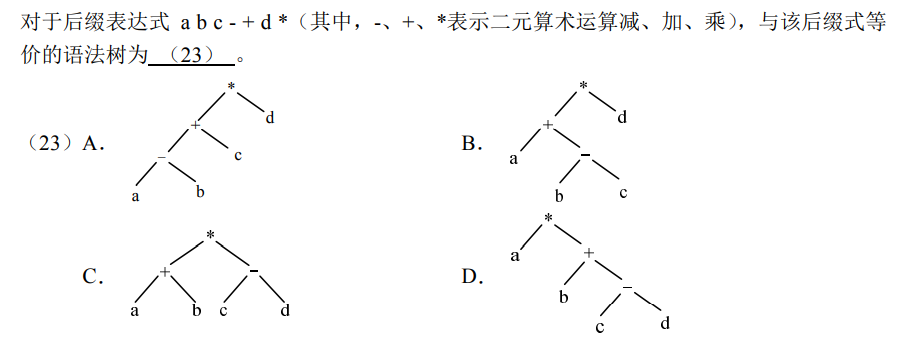 对于后缀表达式 a b c - + d *（其中，-、+、*表示二元算术运算减、加、乘），与该后缀式等
价的语法树为 （23） 。
（23）A． * + d - c a b
B． * + d a - b c
C． * + - a b c d
D． * a + b - c d